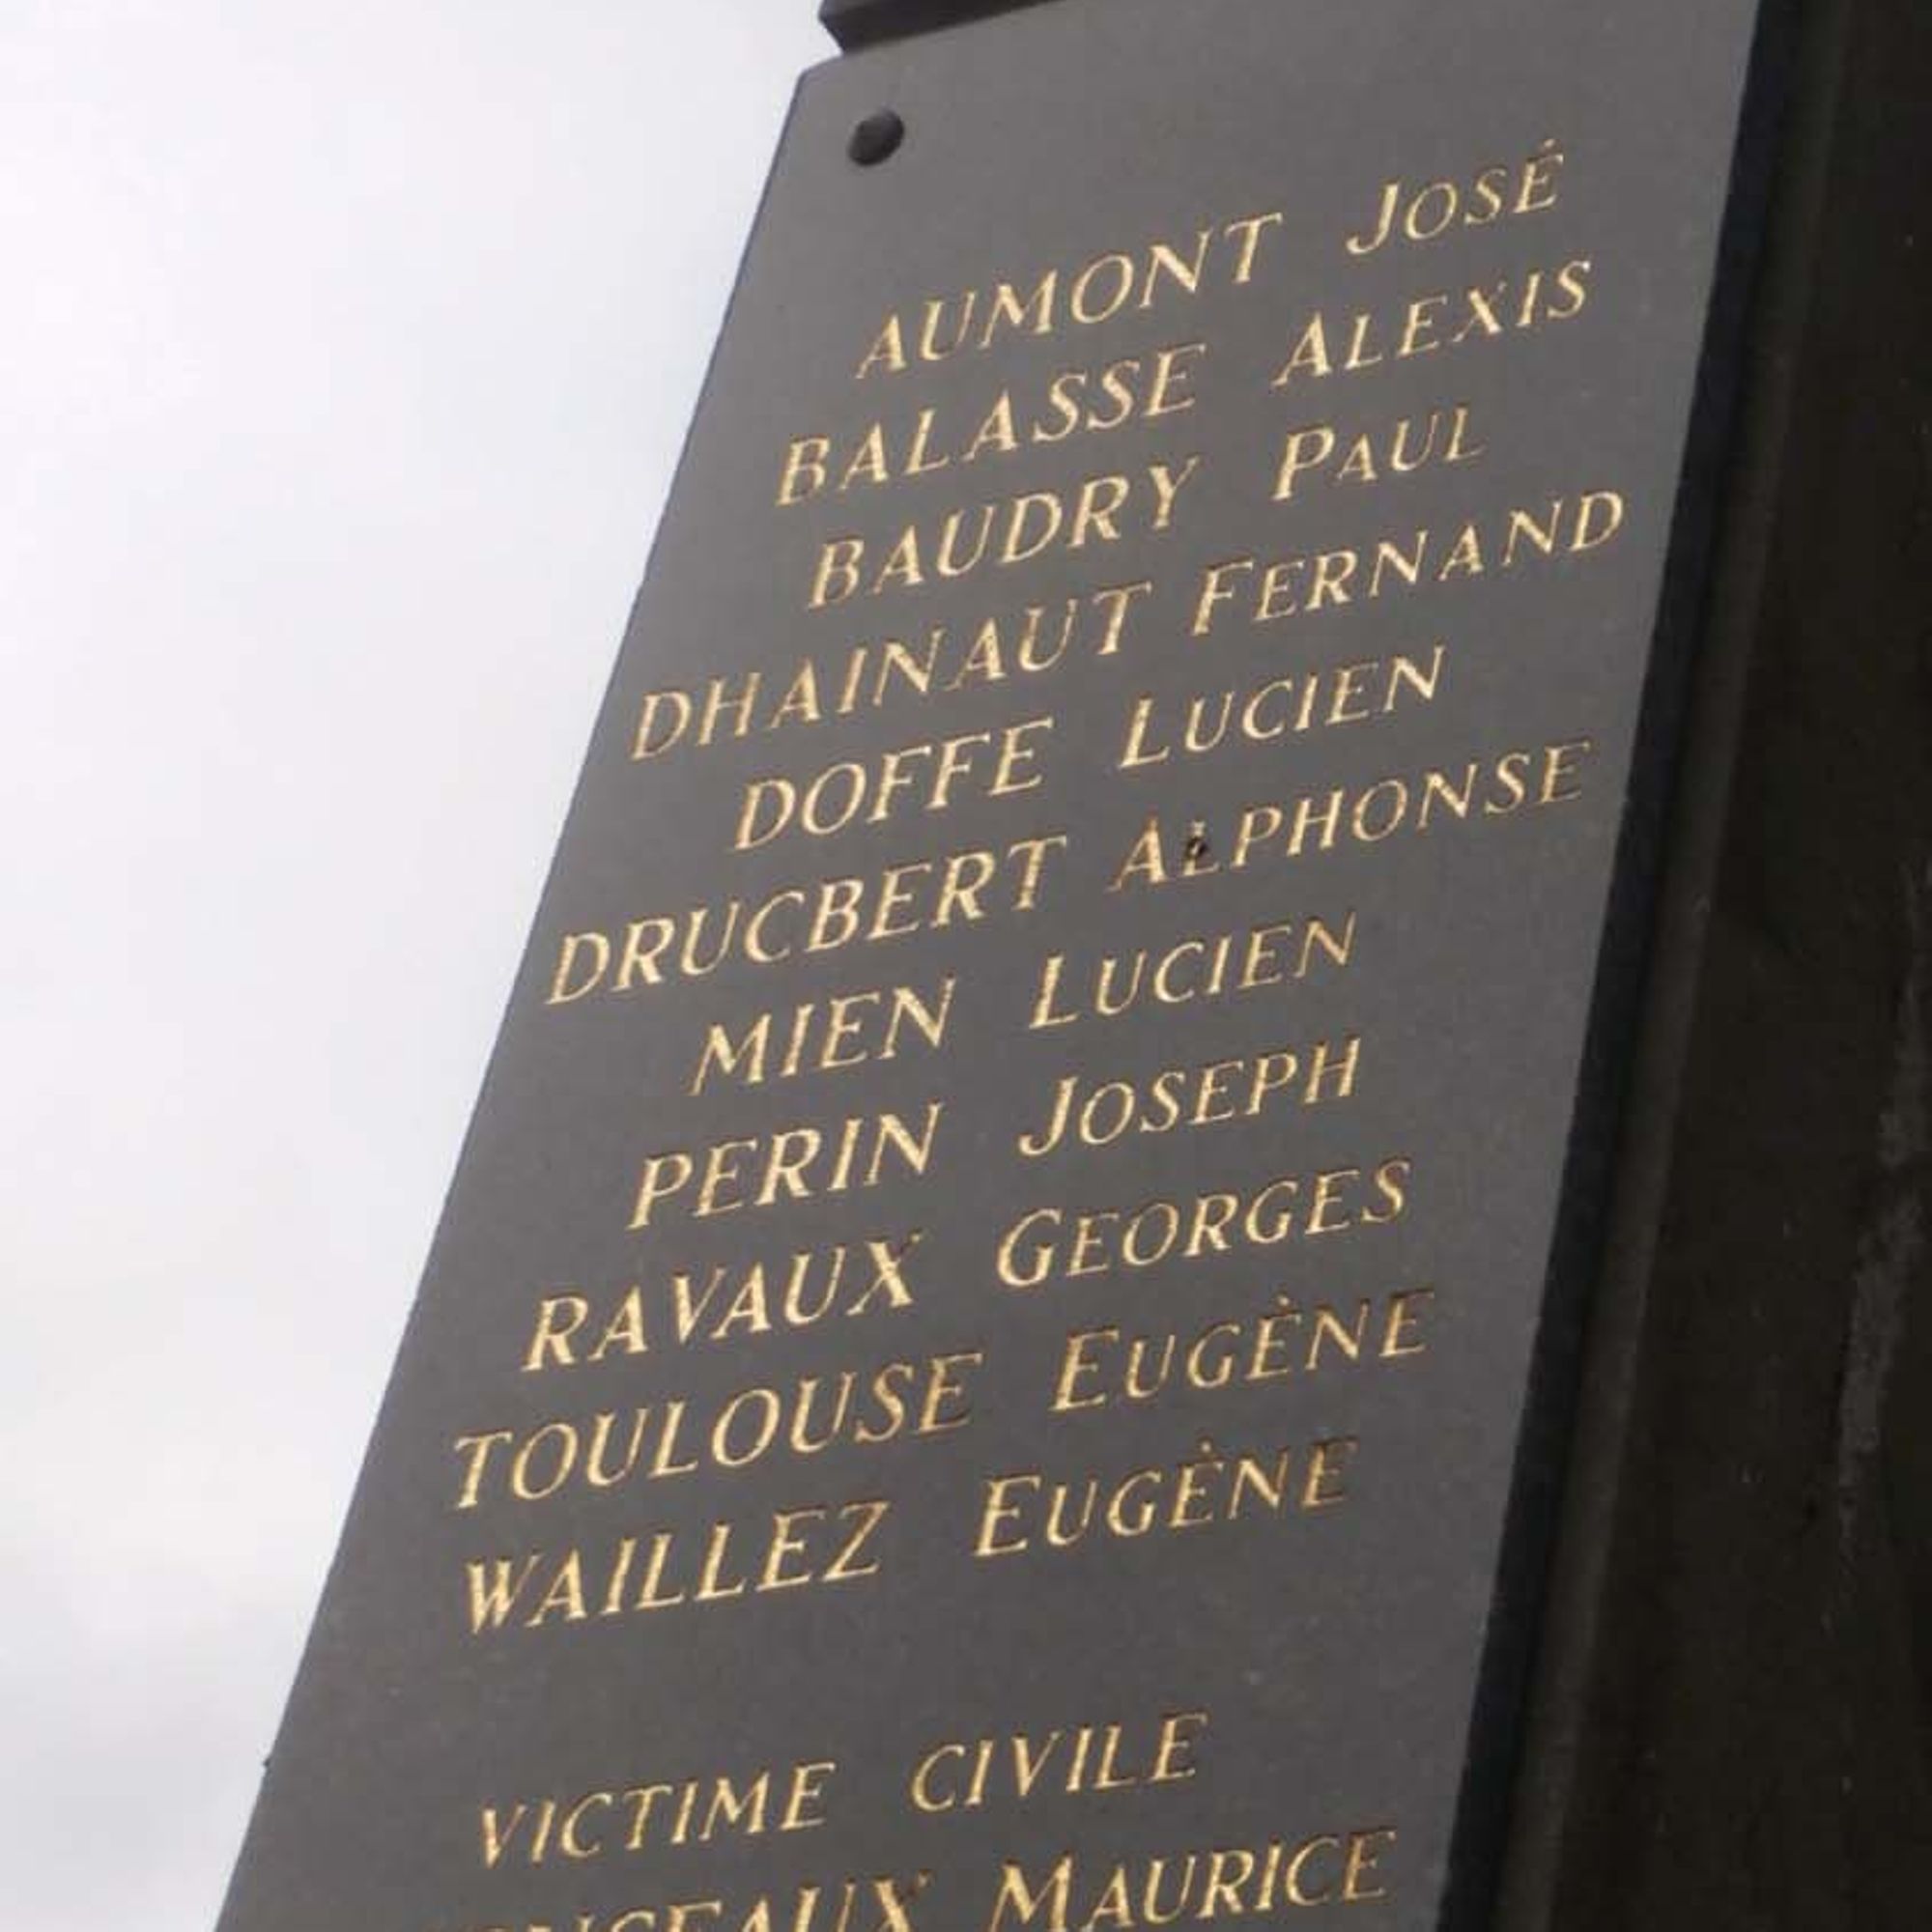 AUMONT JOSÉ
BALASSE ALEXIS
BAUDRY PAUL
DHAINAUT FERNAND
DOFFE LUCIEN
DRUCBERT ALPHONSE
MIEN LUCIEN
PERIN JOSEPH
RAVAUX GEORGES
TOULOUSE EUGÈNE
WAILLEZ EUGÈNE
VICTIME CIVILE
MAURICE